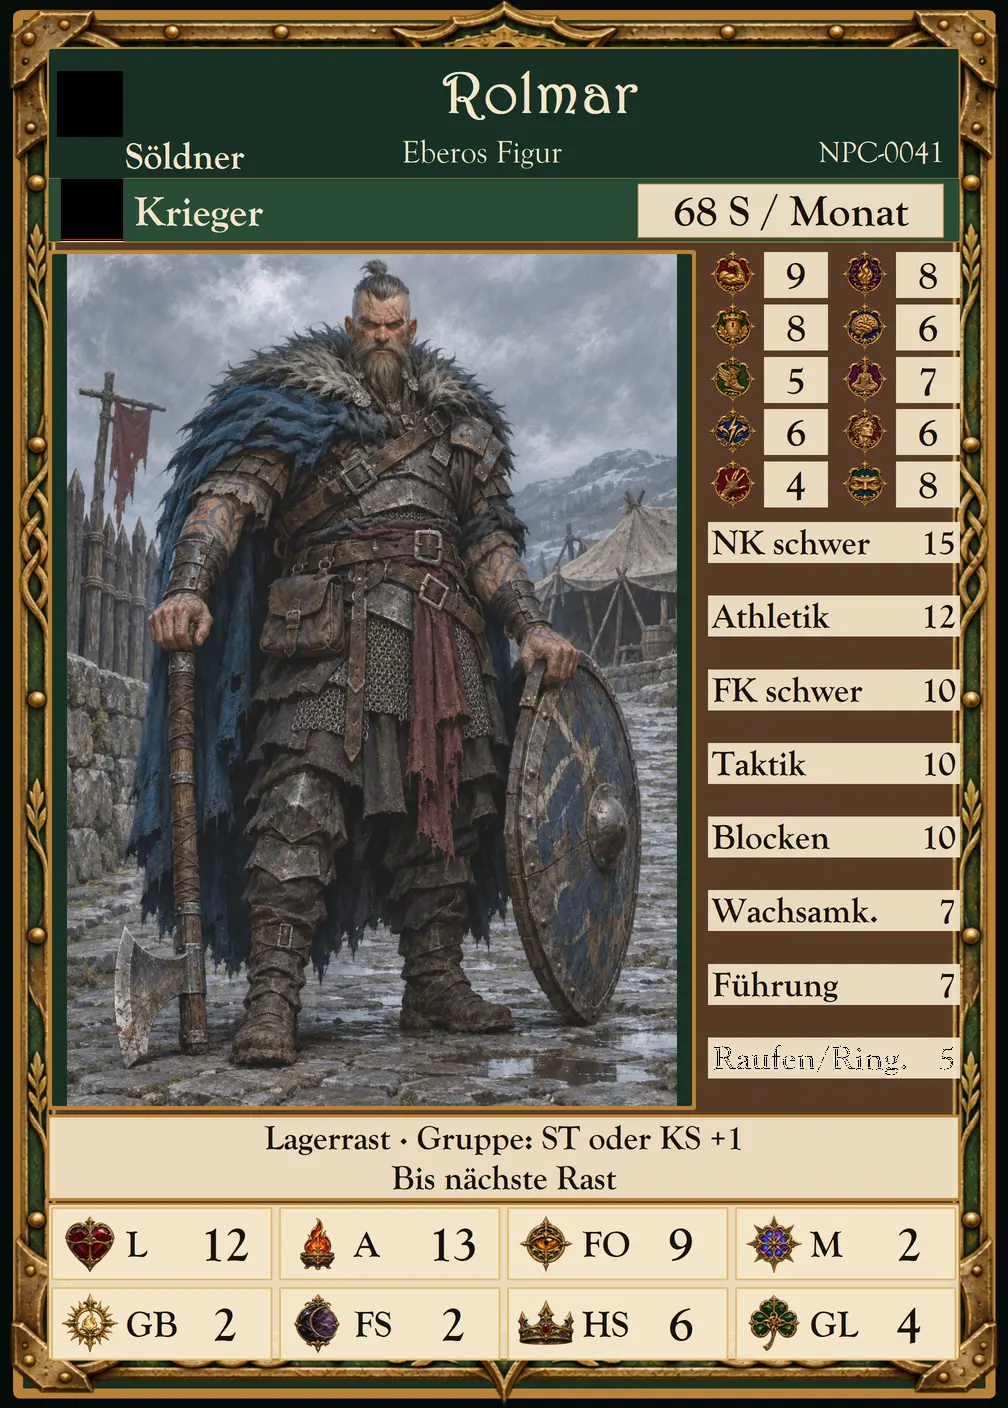 Rolmar
Söldner
Eberos Figur
NPC-0041
Krieger
68 S / Monat
9 8
8 6
5 7
6 6
4 8
NK schwer 15
Athletik 12
FK schwer 10
Taktik 10
Blocken 10
Wachsamk. 7
Führung 7
Raufen/Ring. 5
Lagerrast · Gruppe: ST oder KS +1
Bis nächste Rast
L 12 A 13 FO 9 M 2
GB 2 FS 2 HS 6 GL 4